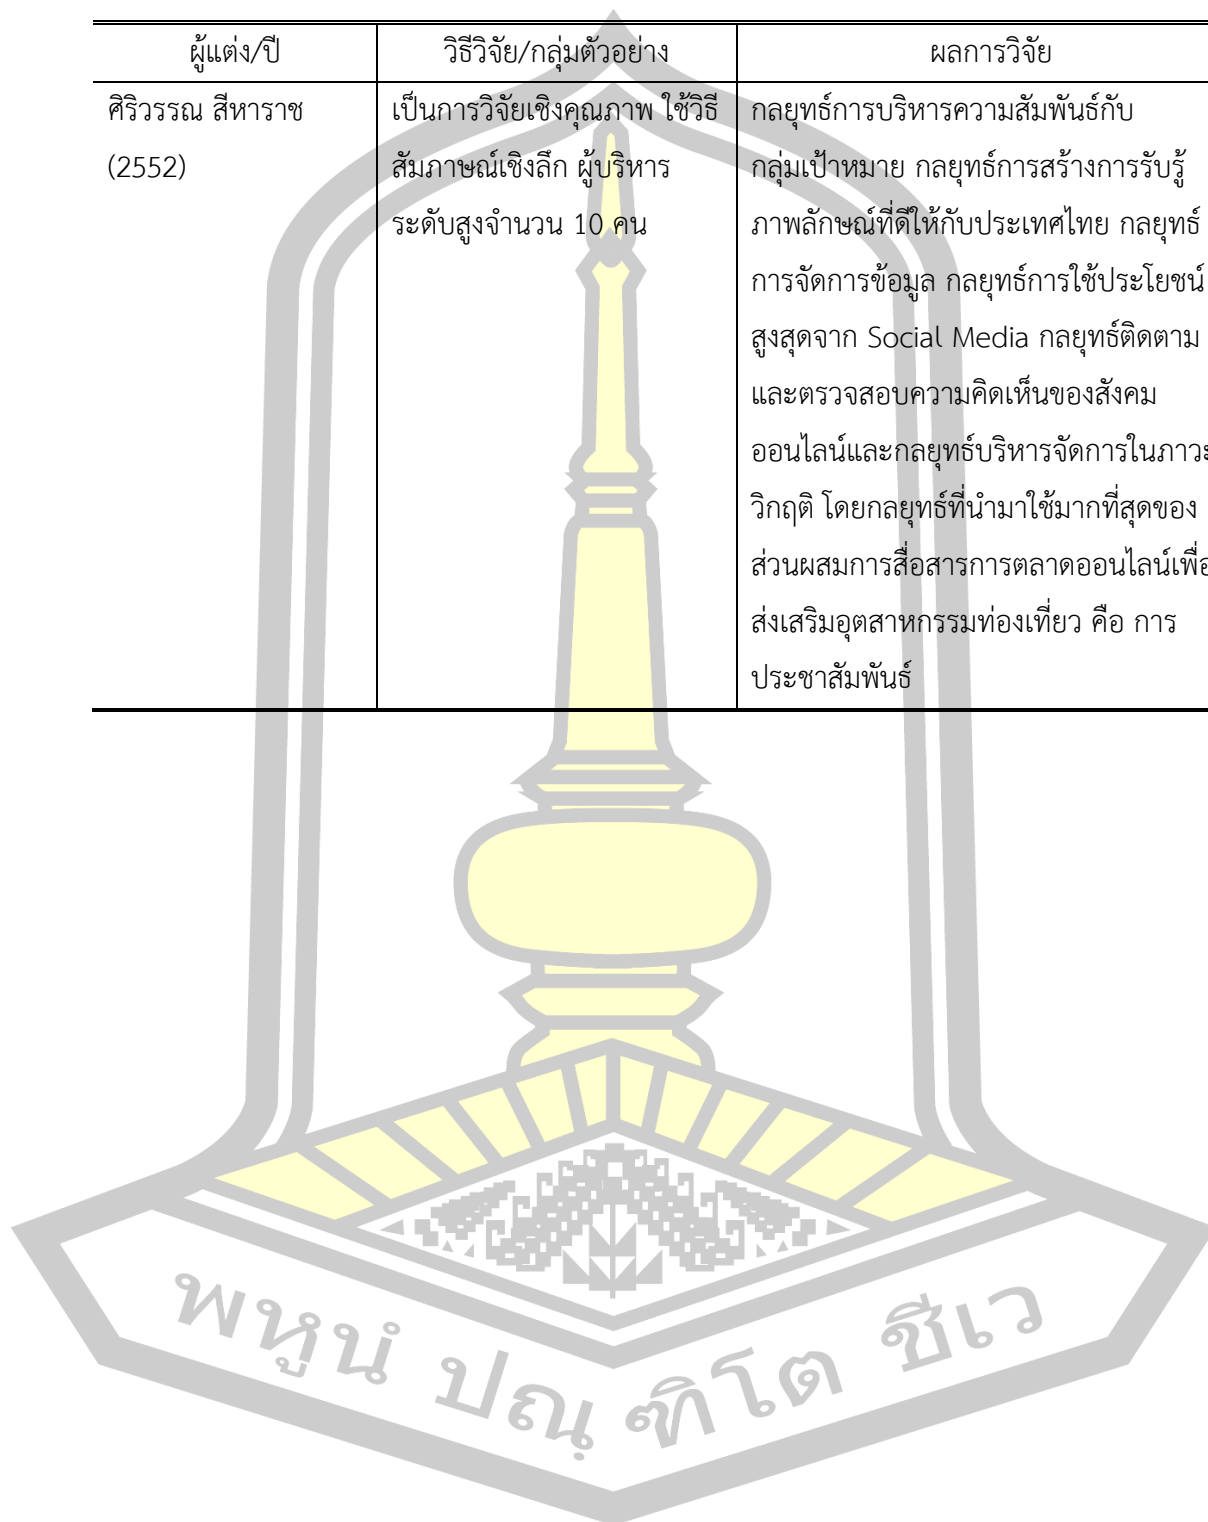 ผู้แต่ง/ปี
วิธีวิจัย/กลุ่มตัวอย่าง
ผลการวิจัย
ศิริวรรณ สีหาราช
(2552)
เป็นการวิจัยเชิงคุณภาพ ใช้วิธี
สัมภาษณ์เชิงลึก ผู้บริหาร
ระดับสูงจำนวน 10 คน
กลยุทธ์การบริหารความสัมพันธ์กับ
กลุ่มเป้าหมาย กลยุทธ์การสร้างการรับรู้
ภาพลักษณ์ที่ดีให้กับประเทศไทย กลยุทธ์
การจัดการข้อมูล กลยุทธ์การใช้ประโยชน์
สูงสุดจาก Social Media กลยุทธ์ติดตาม
และตรวจสอบความคิดเห็นของสังคม
ออนไลน์และกลยุทธ์บริหารจัดการในภาวะ
วิกฤติ โดยกลยุทธ์ที่นำมาใช้มากที่สุดของ
ส่วนผสมการสื่อสารการตลาดออนไลน์เพื่อ
ส่งเสริมอุตสาหกรรมท่องเที่ยว คือ การ
ประชาสัมพันธ์
พหูนํ ปณฺฑิโต ชีเว